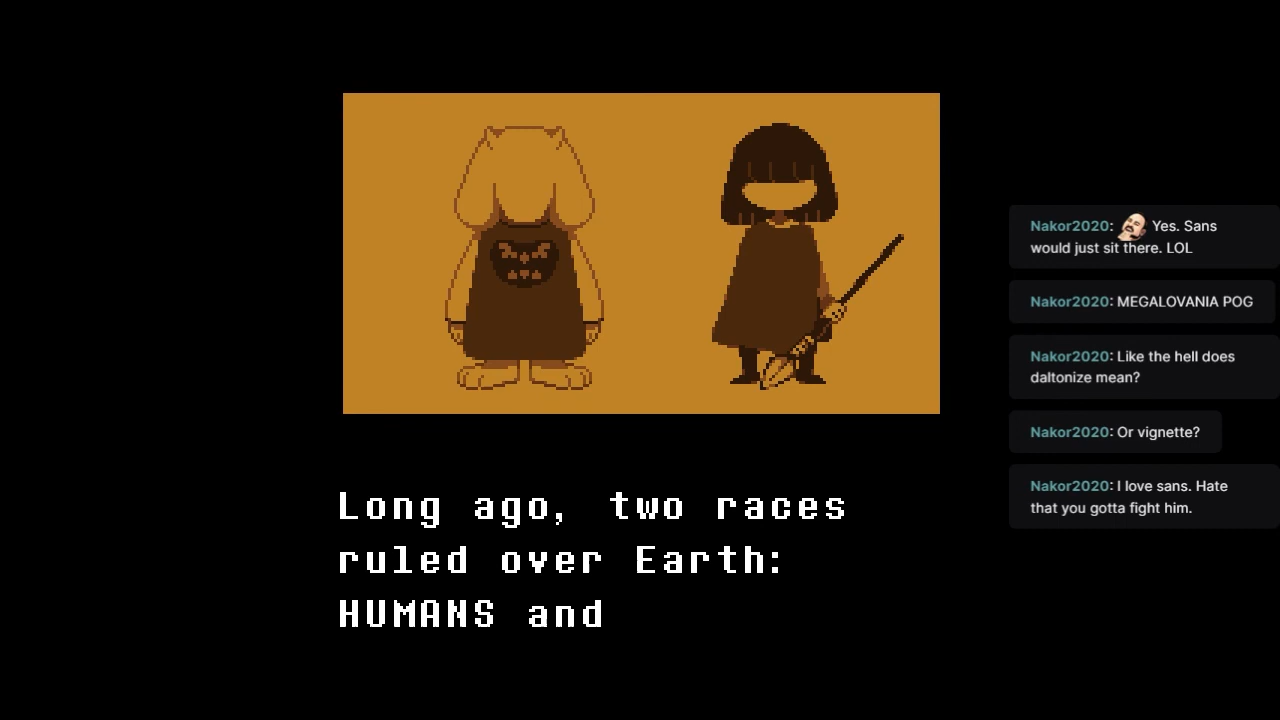 Long ago, two races
ruled over Earth:
HUMANS and
Nakor2020: Yes. Sans
would just sit there. LOL
Nakor2020: MEGALOVANIA POG
Nakor2020: Like the hell does
daltonize mean?
Nakor2020: Or vignette?
Nakor2020: I love sans. Hate
that you gotta fight him.